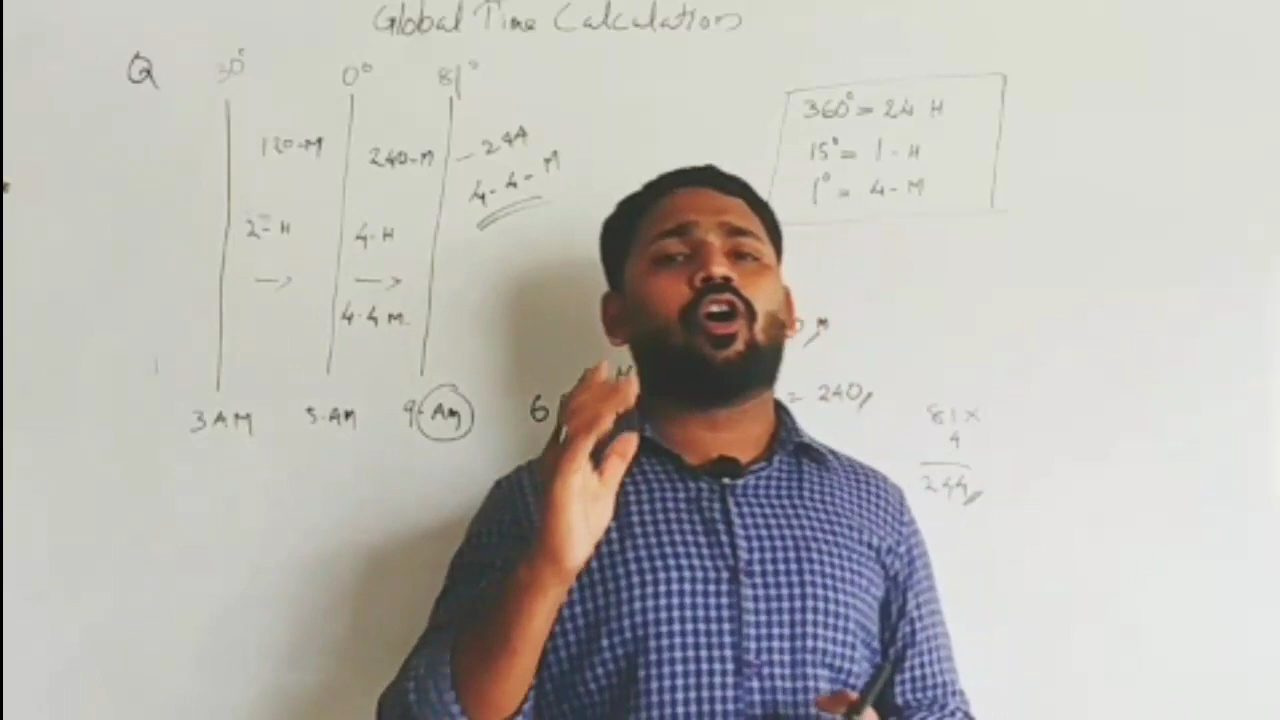 Global Time Calculation
Q 30° 0° 81°
120-M 240-M - 244
4-4-M
2-H 4-H
4.4 M
3 AM 5-AM 9-Am
360° = 24 H
15° = 1-H
1° = 4-M
M
M
6 = 240
81x
4
244